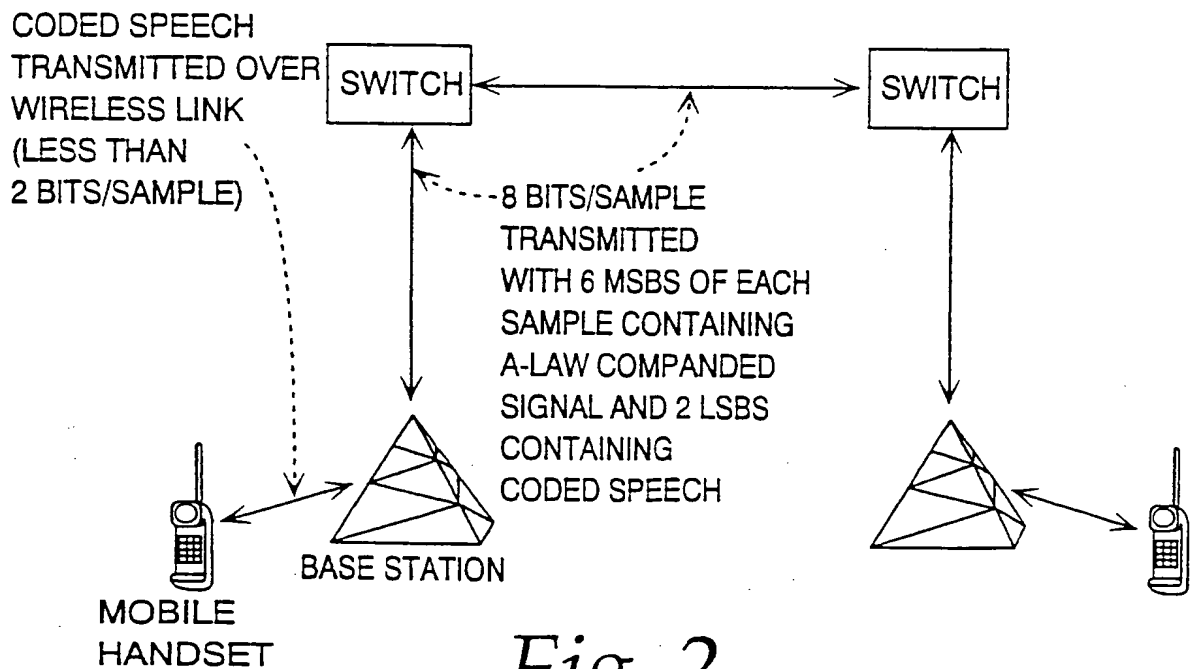 CODED SPEECH
TRANSMITTED OVER
WIRELESS LINK
(LESS THAN
2 BITS/SAMPLE)
SWITCH
SWITCH
8 BITS/SAMPLE
TRANSMITTED
WITH 6 MSBS OF EACH
SAMPLE CONTAINING
A-LAW COMPANDED
SIGNAL AND 2 LSBS
CONTAINING
CODED SPEECH
BASE STATION
MOBILE
HANDSET
Fig. 2